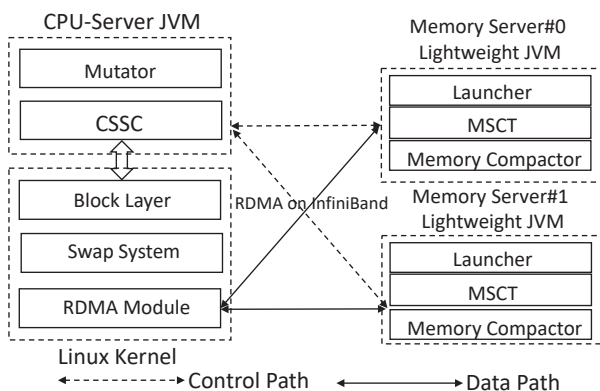 CPU-Server JVM
Mutator
CSSC
Block Layer
Swap System
RDMA Module
Linux Kernel
RDMA on InfiniBand
Memory Server#0
Lightweight JVM
Launcher
MSCT
Memory Compactor
Memory Server#1
Lightweight JVM
Launcher
MSCT
Memory Compactor
Control Path
Data Path